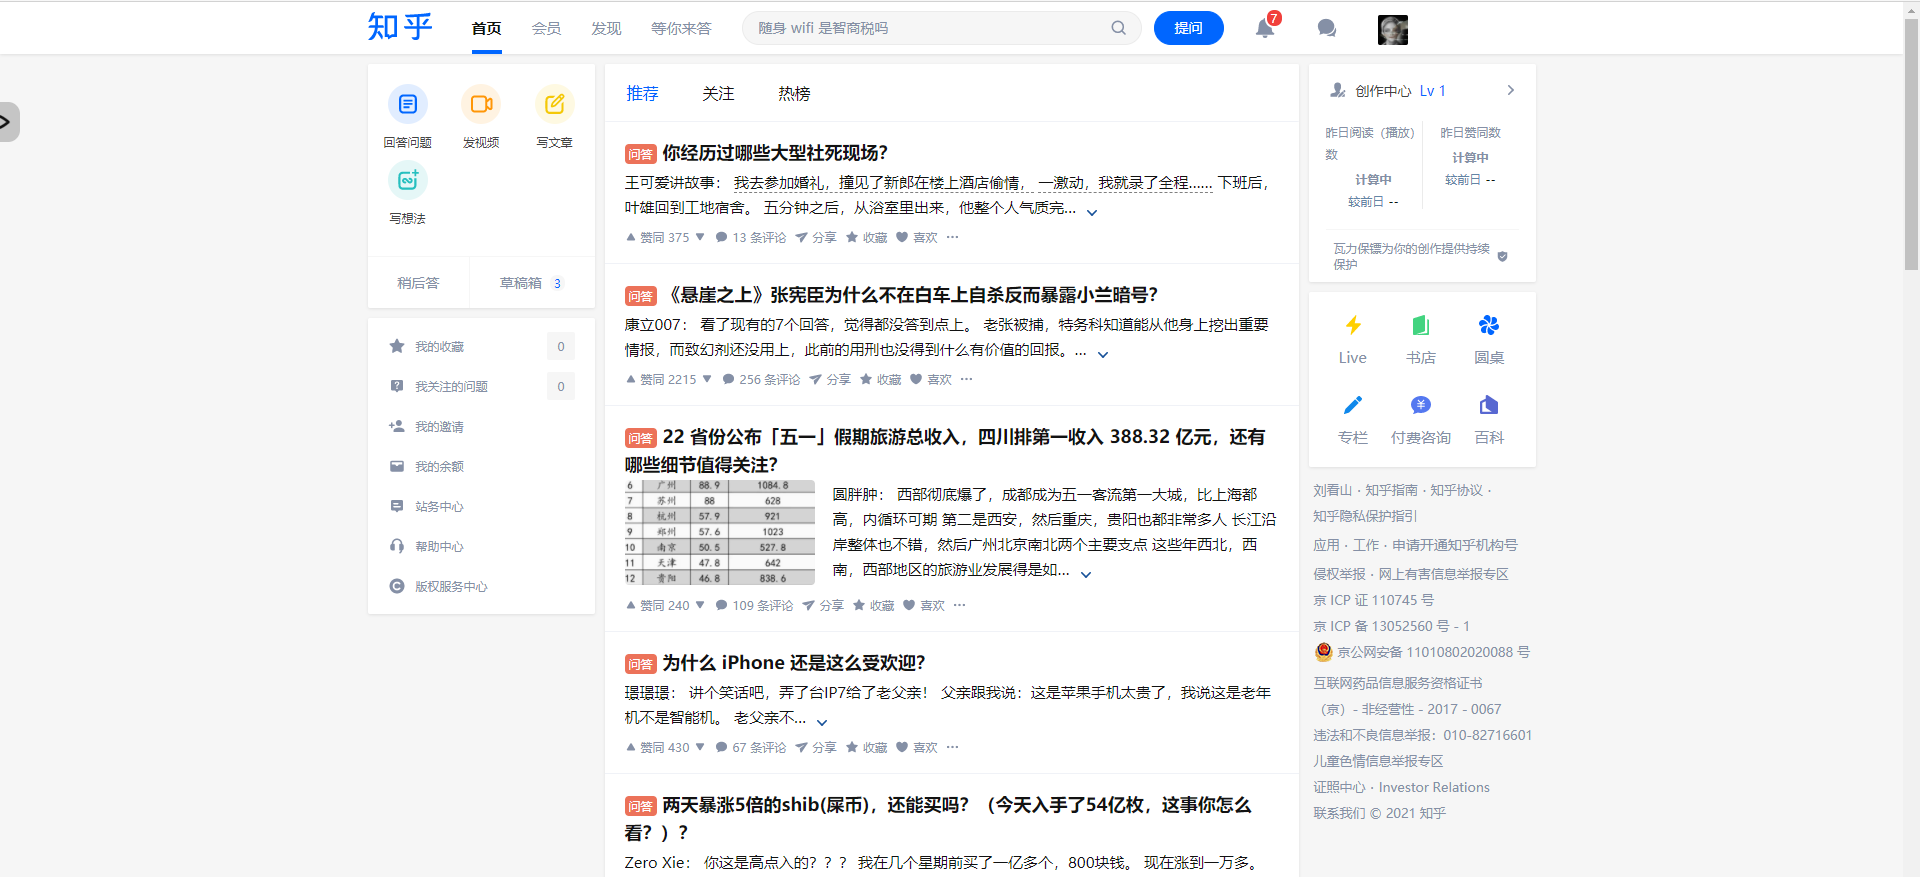 知乎
首页 会员 发现 等你来答
随身 wifi 是智商税吗
提问
7
回答问题 发视频 写文章
写想法
稍后答 草稿箱 3
我的收藏 0
我关注的问题 0
我的邀请
我的余额
站务中心
帮助中心
版权服务中心
推荐 关注 热榜
问答 你经历过哪些大型社死现场？
王可爱讲故事： 我去参加婚礼，撞见了新郎在楼上酒店偷情， 一激动，我就录了全程…… 下班后，
叶雄回到工地宿舍。 五分钟之后，从浴室里出来，他整个人气质完...
赞同 375 13 条评论 分享 收藏 喜欢 ···
问答 《悬崖之上》张宪臣为什么不在白车上自杀反而暴露小兰暗号？
康立007： 看了现有的7个回答，觉得都没答到点上。 老张被捕，特务科知道能从他身上挖出重要
情报，而致幻剂还没用上，此前的用刑也没得到什么有价值的回报。...
赞同 2215 256 条评论 分享 收藏 喜欢 ···
问答 22 省份公布「五一」假期旅游总收入，四川排第一收入 388.32 亿元，还有
哪些细节值得关注？
6 广州 88.9 1084.8
7 苏州 88 628
8 杭州 57.9 921
9 郑州 57.6 1023
10 南京 50.5 527.8
11 天津 47.8 642
12 贵阳 46.8 838.6
圆胖肿： 西部彻底爆了，成都成为五一客流第一大城，比上海都
高，内循环可期 第二是西安，然后重庆，贵阳也都非常多人 长江沿
岸整体也不错，然后广州北京南北两个主要支点 这些年西北，西
南，西部地区的旅游业发展得是如...
赞同 240 109 条评论 分享 收藏 喜欢 ···
问答 为什么 iPhone 还是这么受欢迎？
璟璟璟： 讲个笑话吧，弄了台IP7给了老父亲！ 父亲跟我说：这是苹果手机太贵了，我说这是老年
机不是智能机。 老父亲不...
赞同 430 67 条评论 分享 收藏 喜欢 ···
问答 两天暴涨5倍的shib(屎币)，还能买吗？（今天入手了54亿枚，这事你怎么
看？）？
Zero Xie： 你这是高点入的？？？ 我在几个星期前买了一亿多个，800块钱。 现在涨到一万多。
创作中心 Lv 1
昨日阅读（播放）
数
计算中
较前日 --
昨日赞同数
计算中
较前日 --
瓦力保镖为你的创作提供持续
保护
Live 书店 圆桌
专栏 付费咨询 百科
刘看山 · 知乎指南 · 知乎协议 ·
知乎隐私保护指引
应用 · 工作 · 申请开通知乎机构号
侵权举报 · 网上有害信息举报专区
京 ICP 证 110745 号
京 ICP 备 13052560 号 - 1
京公网安备 11010802020088 号
互联网药品信息服务资格证书
（京）- 非经营性 - 2017 - 0067
违法和不良信息举报：010-82716601
儿童色情信息举报专区
证照中心 · Investor Relations
联系我们 © 2021 知乎